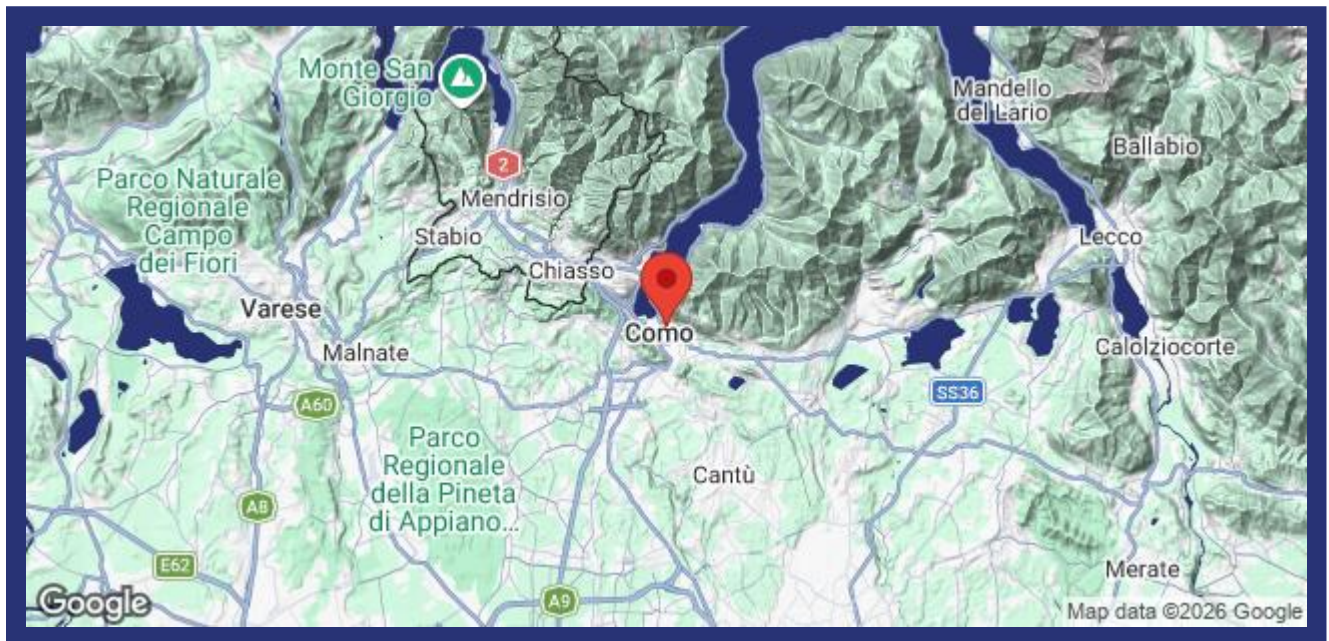 Monte San
Giorgio
Mandello
del Lario
Ballabio
2
Parco Naturale
Regionale
Campo
dei Fiori
Mendrisio
Stabio
Lecco
Chiasso
Varese
Como
Malnate
Calolziocorte
SS36
A60
Parco
Regionale
della Pineta
di Appiano...
Cantù
A8
E62
Merate
A9
Google
Map data ©2026 Google